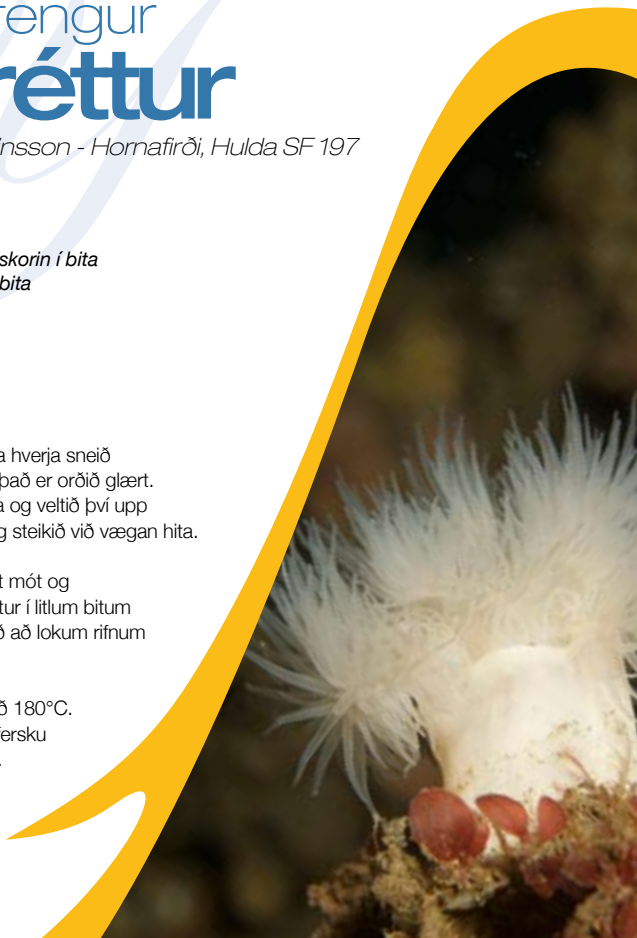 rengur
réttur
insson - Hornafirði, Hulda SF 197
skorin í bita
bita
a hverja sneið
það er orðið glært.
a og veltið því upp
g steikið við vægan hita.
t mót og
tur í litlum bitum
ð að lokum rifnum
ð 180°C.
fersku
.